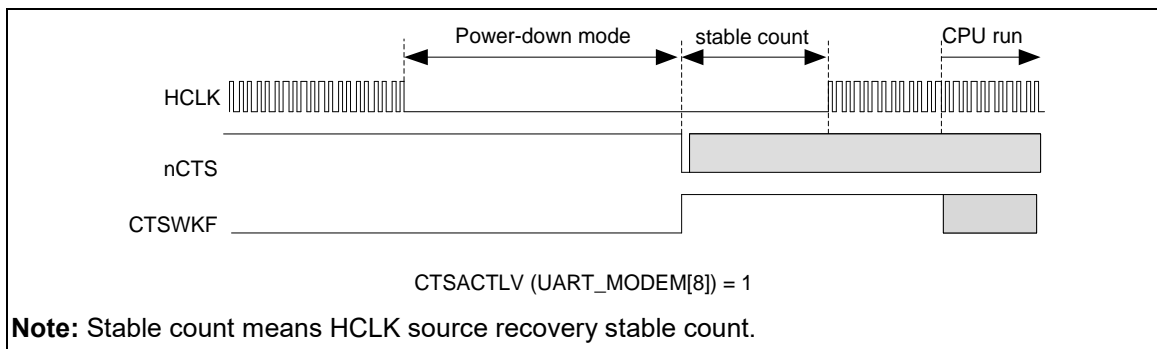 Power-down mode stable count CPU run
HCLK
nCTS
CTSWKF
CTSACTLV (UART_MODEM[8]) = 1
Note: Stable count means HCLK source recovery stable count.